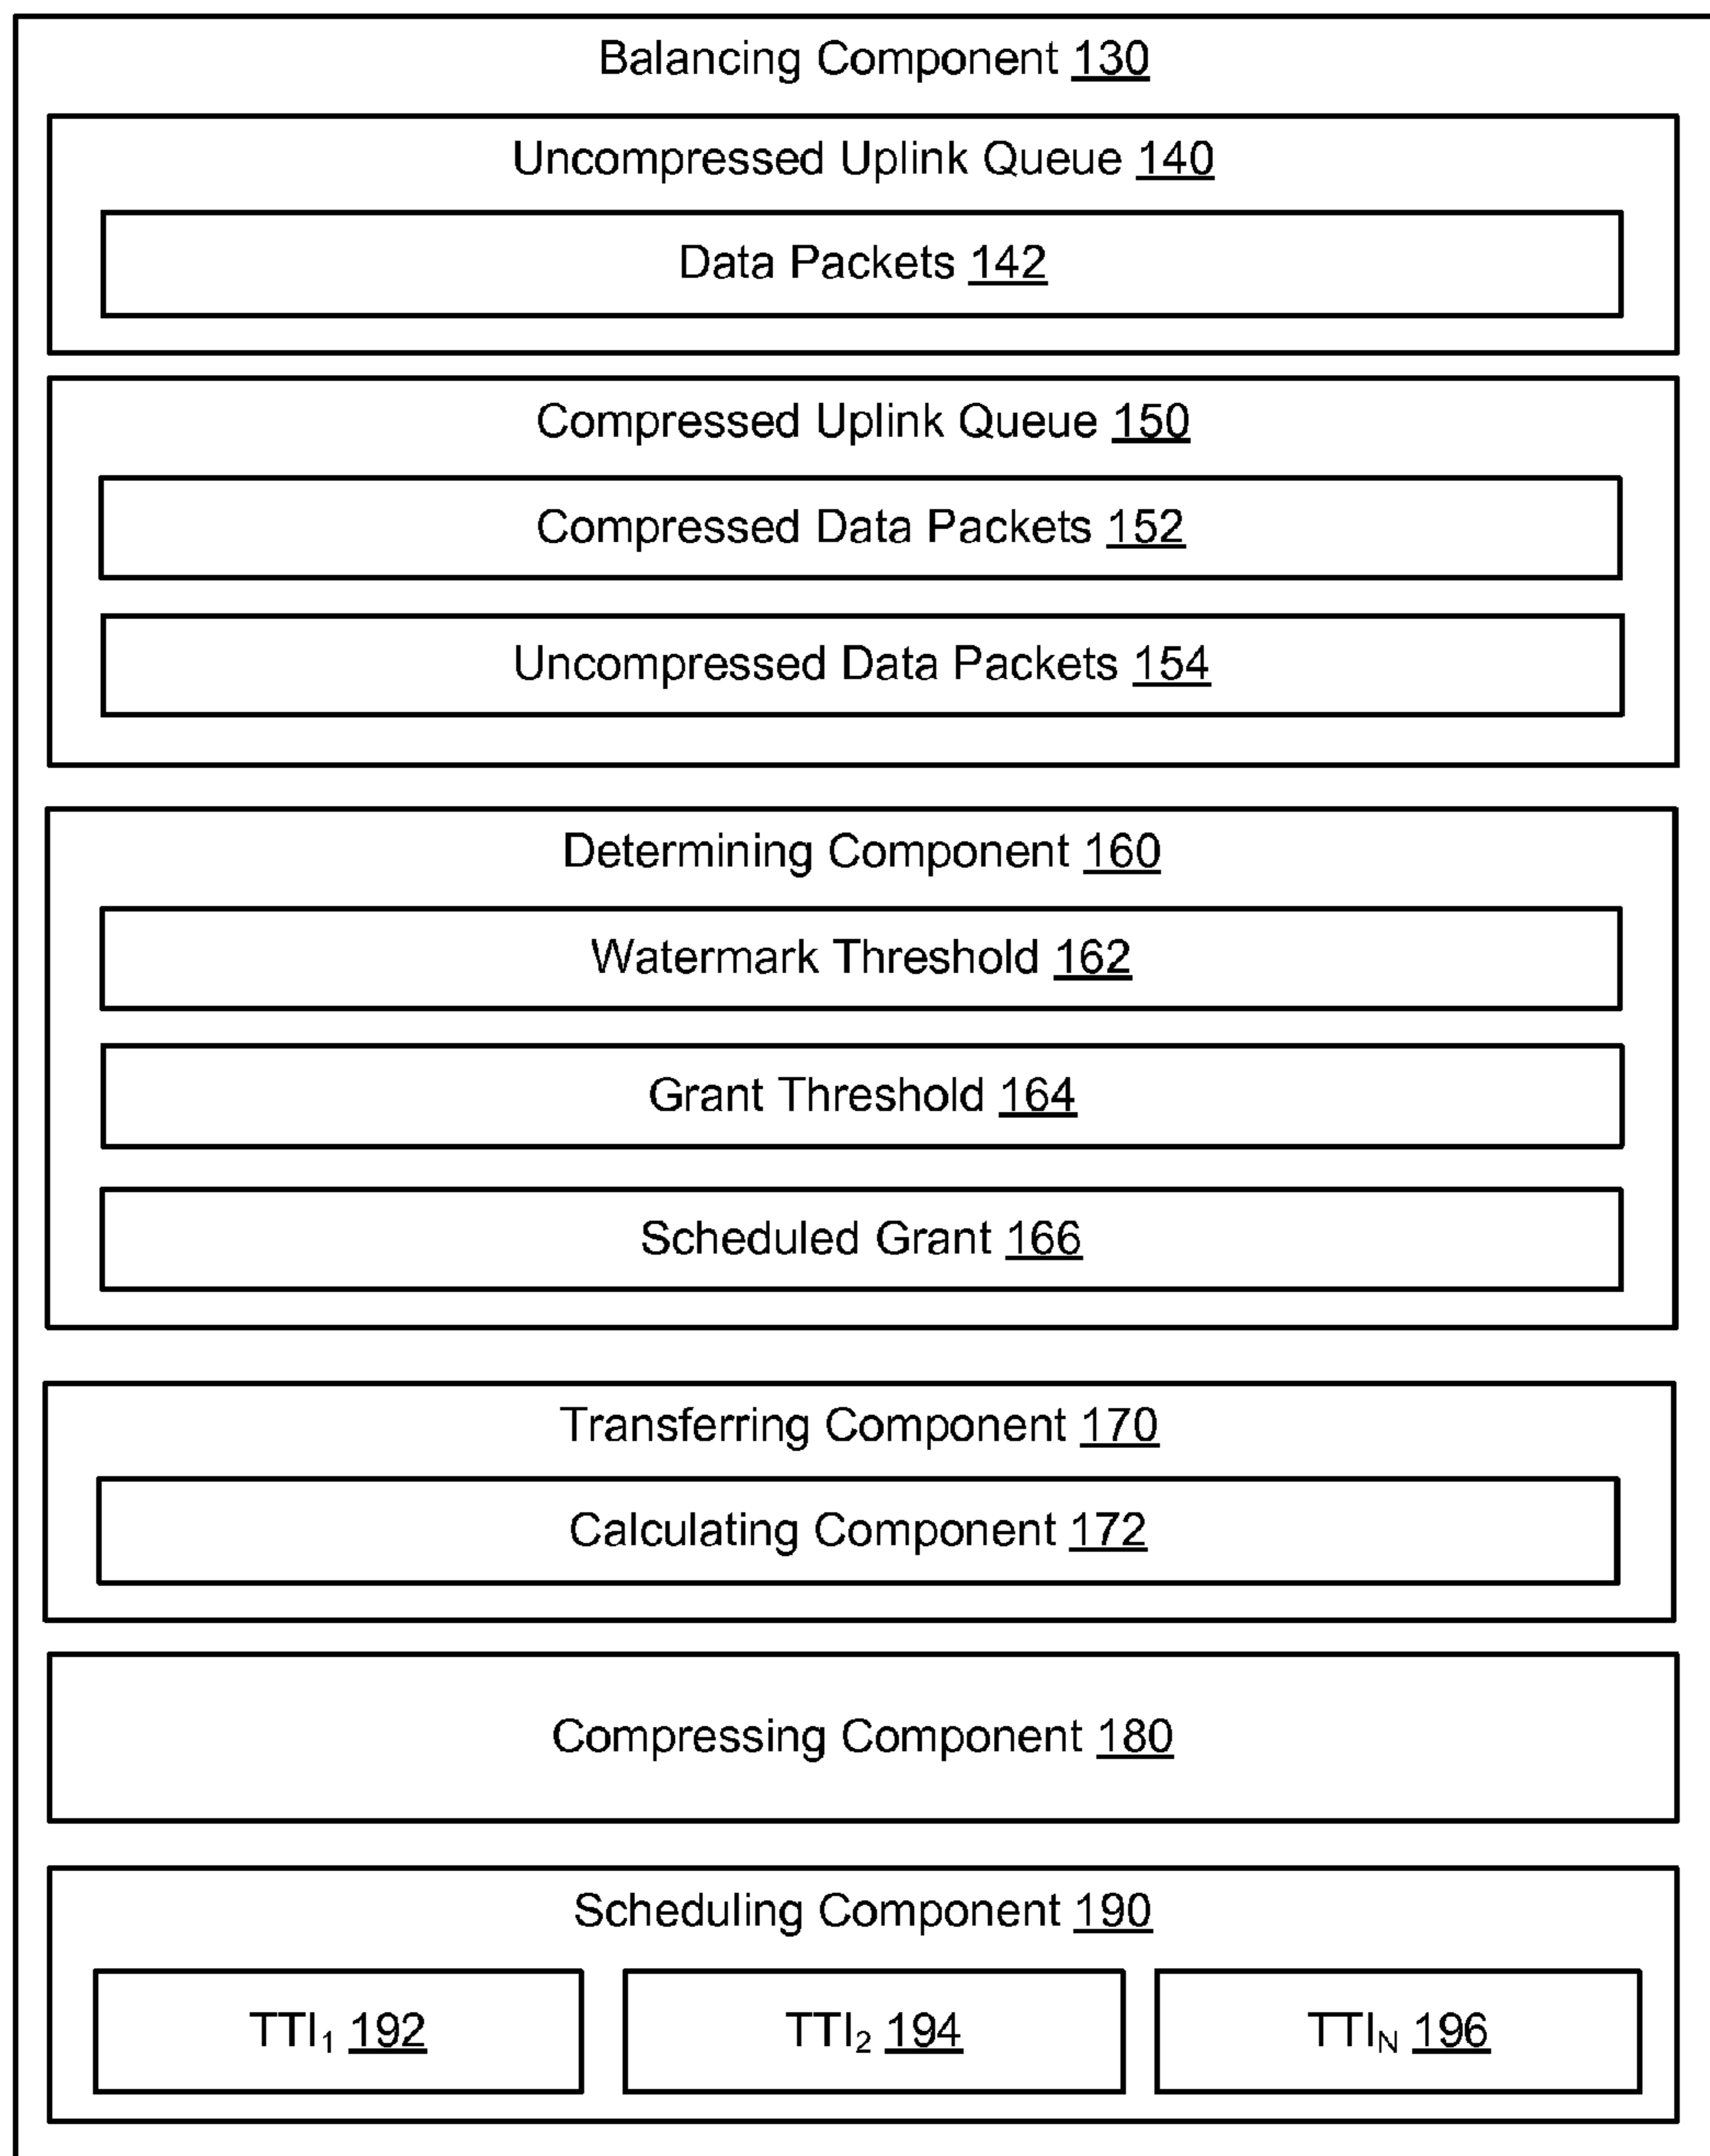 Balancing Component 130
Uncompressed Uplink Queue 140
Data Packets 142
Compressed Uplink Queue 150
Compressed Data Packets 152
Uncompressed Data Packets 154
Determining Component 160
Watermark Threshold 162
Grant Threshold 164
Scheduled Grant 166
Transferring Component 170
Calculating Component 172
Compressing Component 180
Scheduling Component 190
TTI₁ 192
TTI₂ 194
TTI_N 196